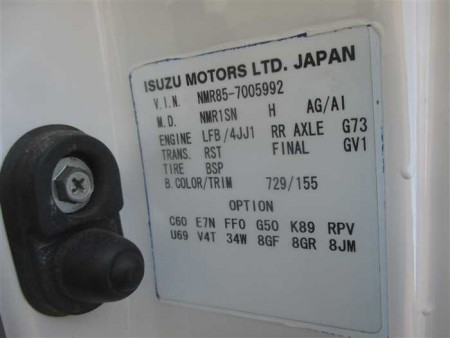 ISUZU MOTORS LTD. JAPAN
V.I.N. NMR85-7005992
M.D. NMR1SN H AG/AI
ENGINE LFB/4JJ1 RR AXLE G73
TRANS. RST FINAL GV1
TIRE BSP
B.COLOR/TRIM 729/155
OPTION
C60 E7N FF0 G50 K89 RPV
U69 V4T 34W 8GF 8GR 8JM